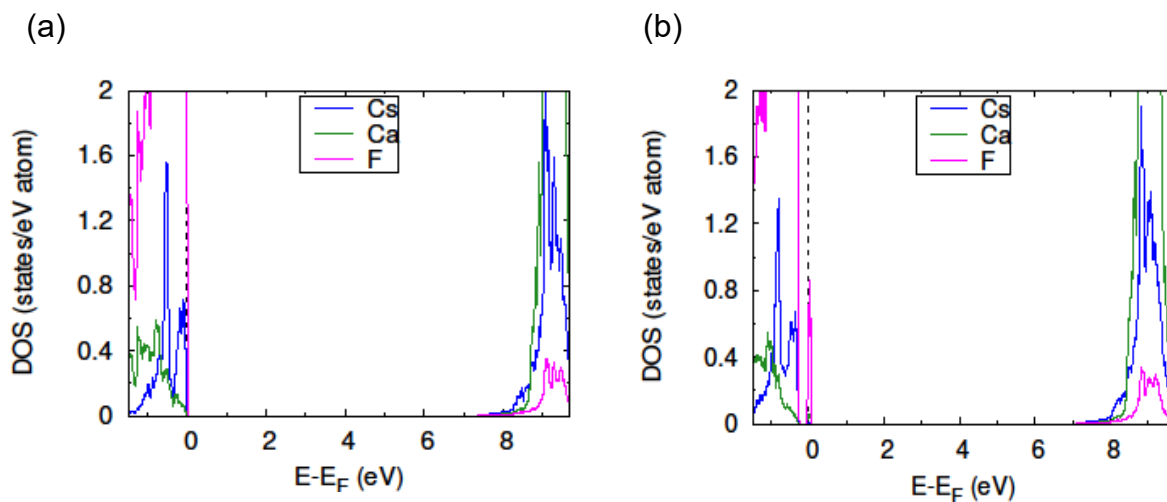 (a)
(b)
2
1.6
1.2
0.8
0.4
0
DOS (states/eV atom)
Cs
Ca
F
0 2 4 6 8
E-E_F (eV)
2
1.6
1.2
0.8
0.4
0
DOS (states/eV atom)
Cs
Ca
F
0 2 4 6 8
E-E_F (eV)